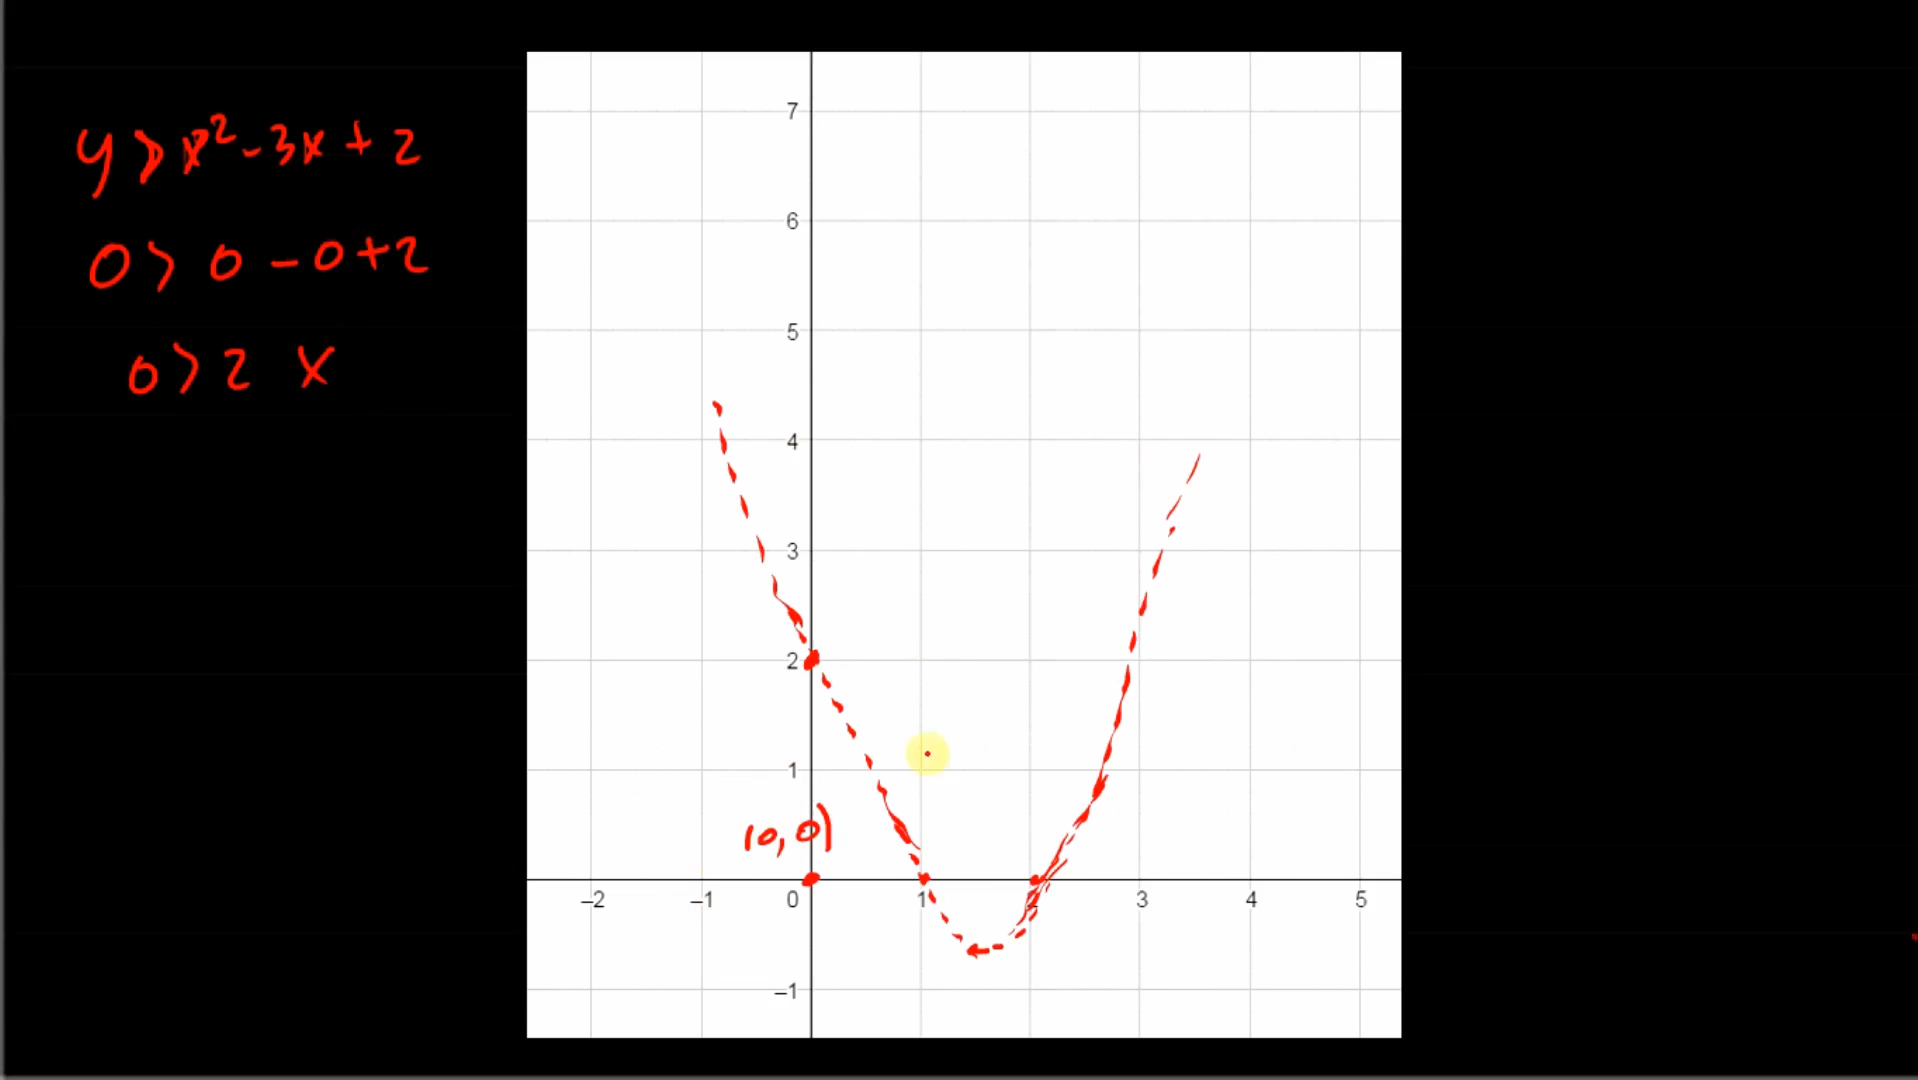 y > x² - 3x + 2
0 > 0 - 0 + 2
0 > 2 X
7
6
5
4
3
2
1
(0,0)
–2 –1 0 1 2 3 4 5
–1